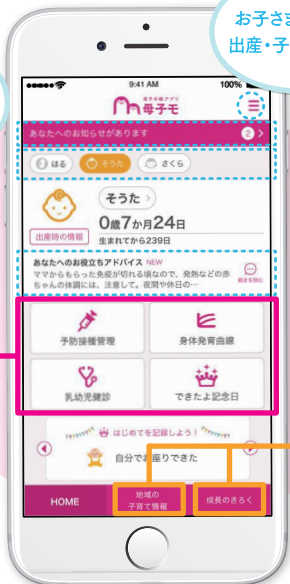 お子さま
出産・子
9:41 AM
100%
母子手帳アプリ
母子モ
あなたへのお知らせがあります
2
はる
そうた
さくら
そうた
0歳7か月24日
出産時の情報
生まれてから239日
あなたへのお役立ちアドバイス NEW
ママからもらった免疫が切れる頃なので、発熱などの赤
ちゃんの体調には、注意して。夜間や休日の…
続きを読む
予防接種管理
身体発育曲線
乳幼児健診
できたよ記念日
はじめてを記録しよう！
自分でお座りできた
HOME
地域の
子育て情報
成長のきろく